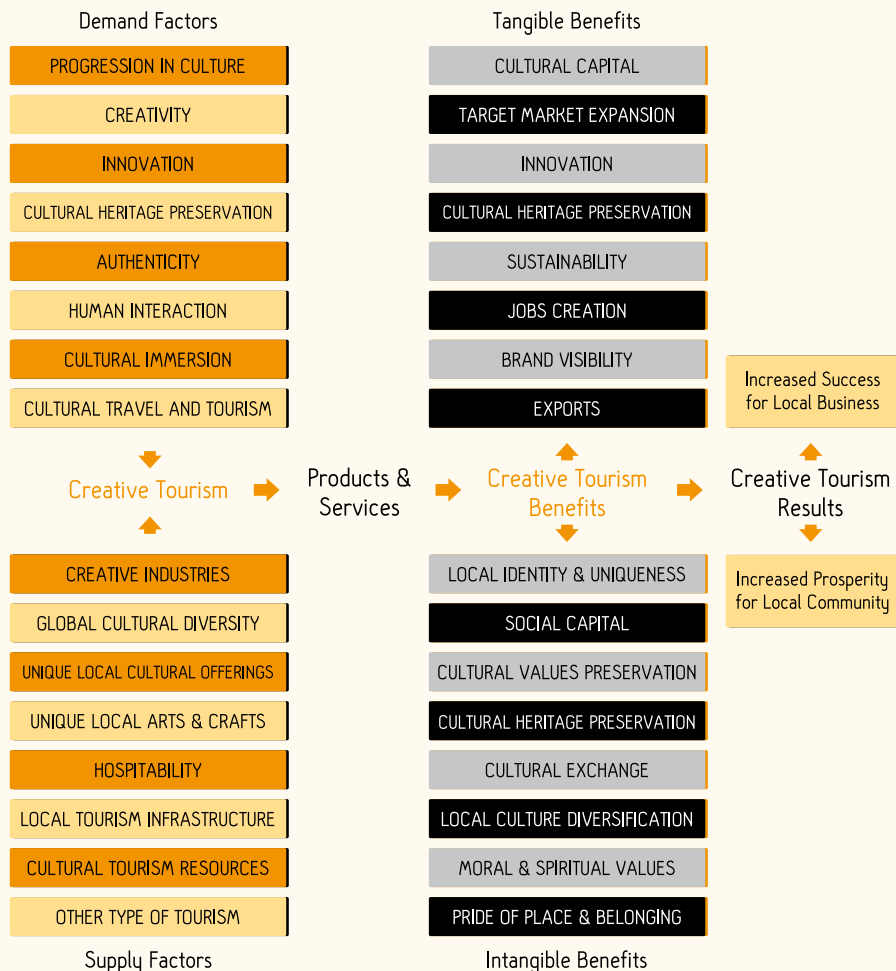 Demand Factors
PROGRESSION IN CULTURE
CREATIVITY
INNOVATION
CULTURAL HERITAGE PRESERVATION
AUTHENTICITY
HUMAN INTERACTION
CULTURAL IMMERSION
CULTURAL TRAVEL AND TOURISM
Creative Tourism
CREATIVE INDUSTRIES
GLOBAL CULTURAL DIVERSITY
UNIQUE LOCAL CULTURAL OFFERINGS
UNIQUE LOCAL ARTS & CRAFTS
HOSPITABILITY
LOCAL TOURISM INFRASTRUCTURE
CULTURAL TOURISM RESOURCES
OTHER TYPE OF TOURISM
Supply Factors
Products &
Services
Tangible Benefits
CULTURAL CAPITAL
TARGET MARKET EXPANSION
INNOVATION
CULTURAL HERITAGE PRESERVATION
SUSTAINABILITY
JOBS CREATION
BRAND VISIBILITY
EXPORTS
Creative Tourism
Benefits
LOCAL IDENTITY & UNIQUENESS
SOCIAL CAPITAL
CULTURAL VALUES PRESERVATION
CULTURAL HERITAGE PRESERVATION
CULTURAL EXCHANGE
LOCAL CULTURE DIVERSIFICATION
MORAL & SPIRITUAL VALUES
PRIDE OF PLACE & BELONGING
Intangible Benefits
Increased Success
for Local Business
Creative Tourism
Results
Increased Prosperity
for Local Community